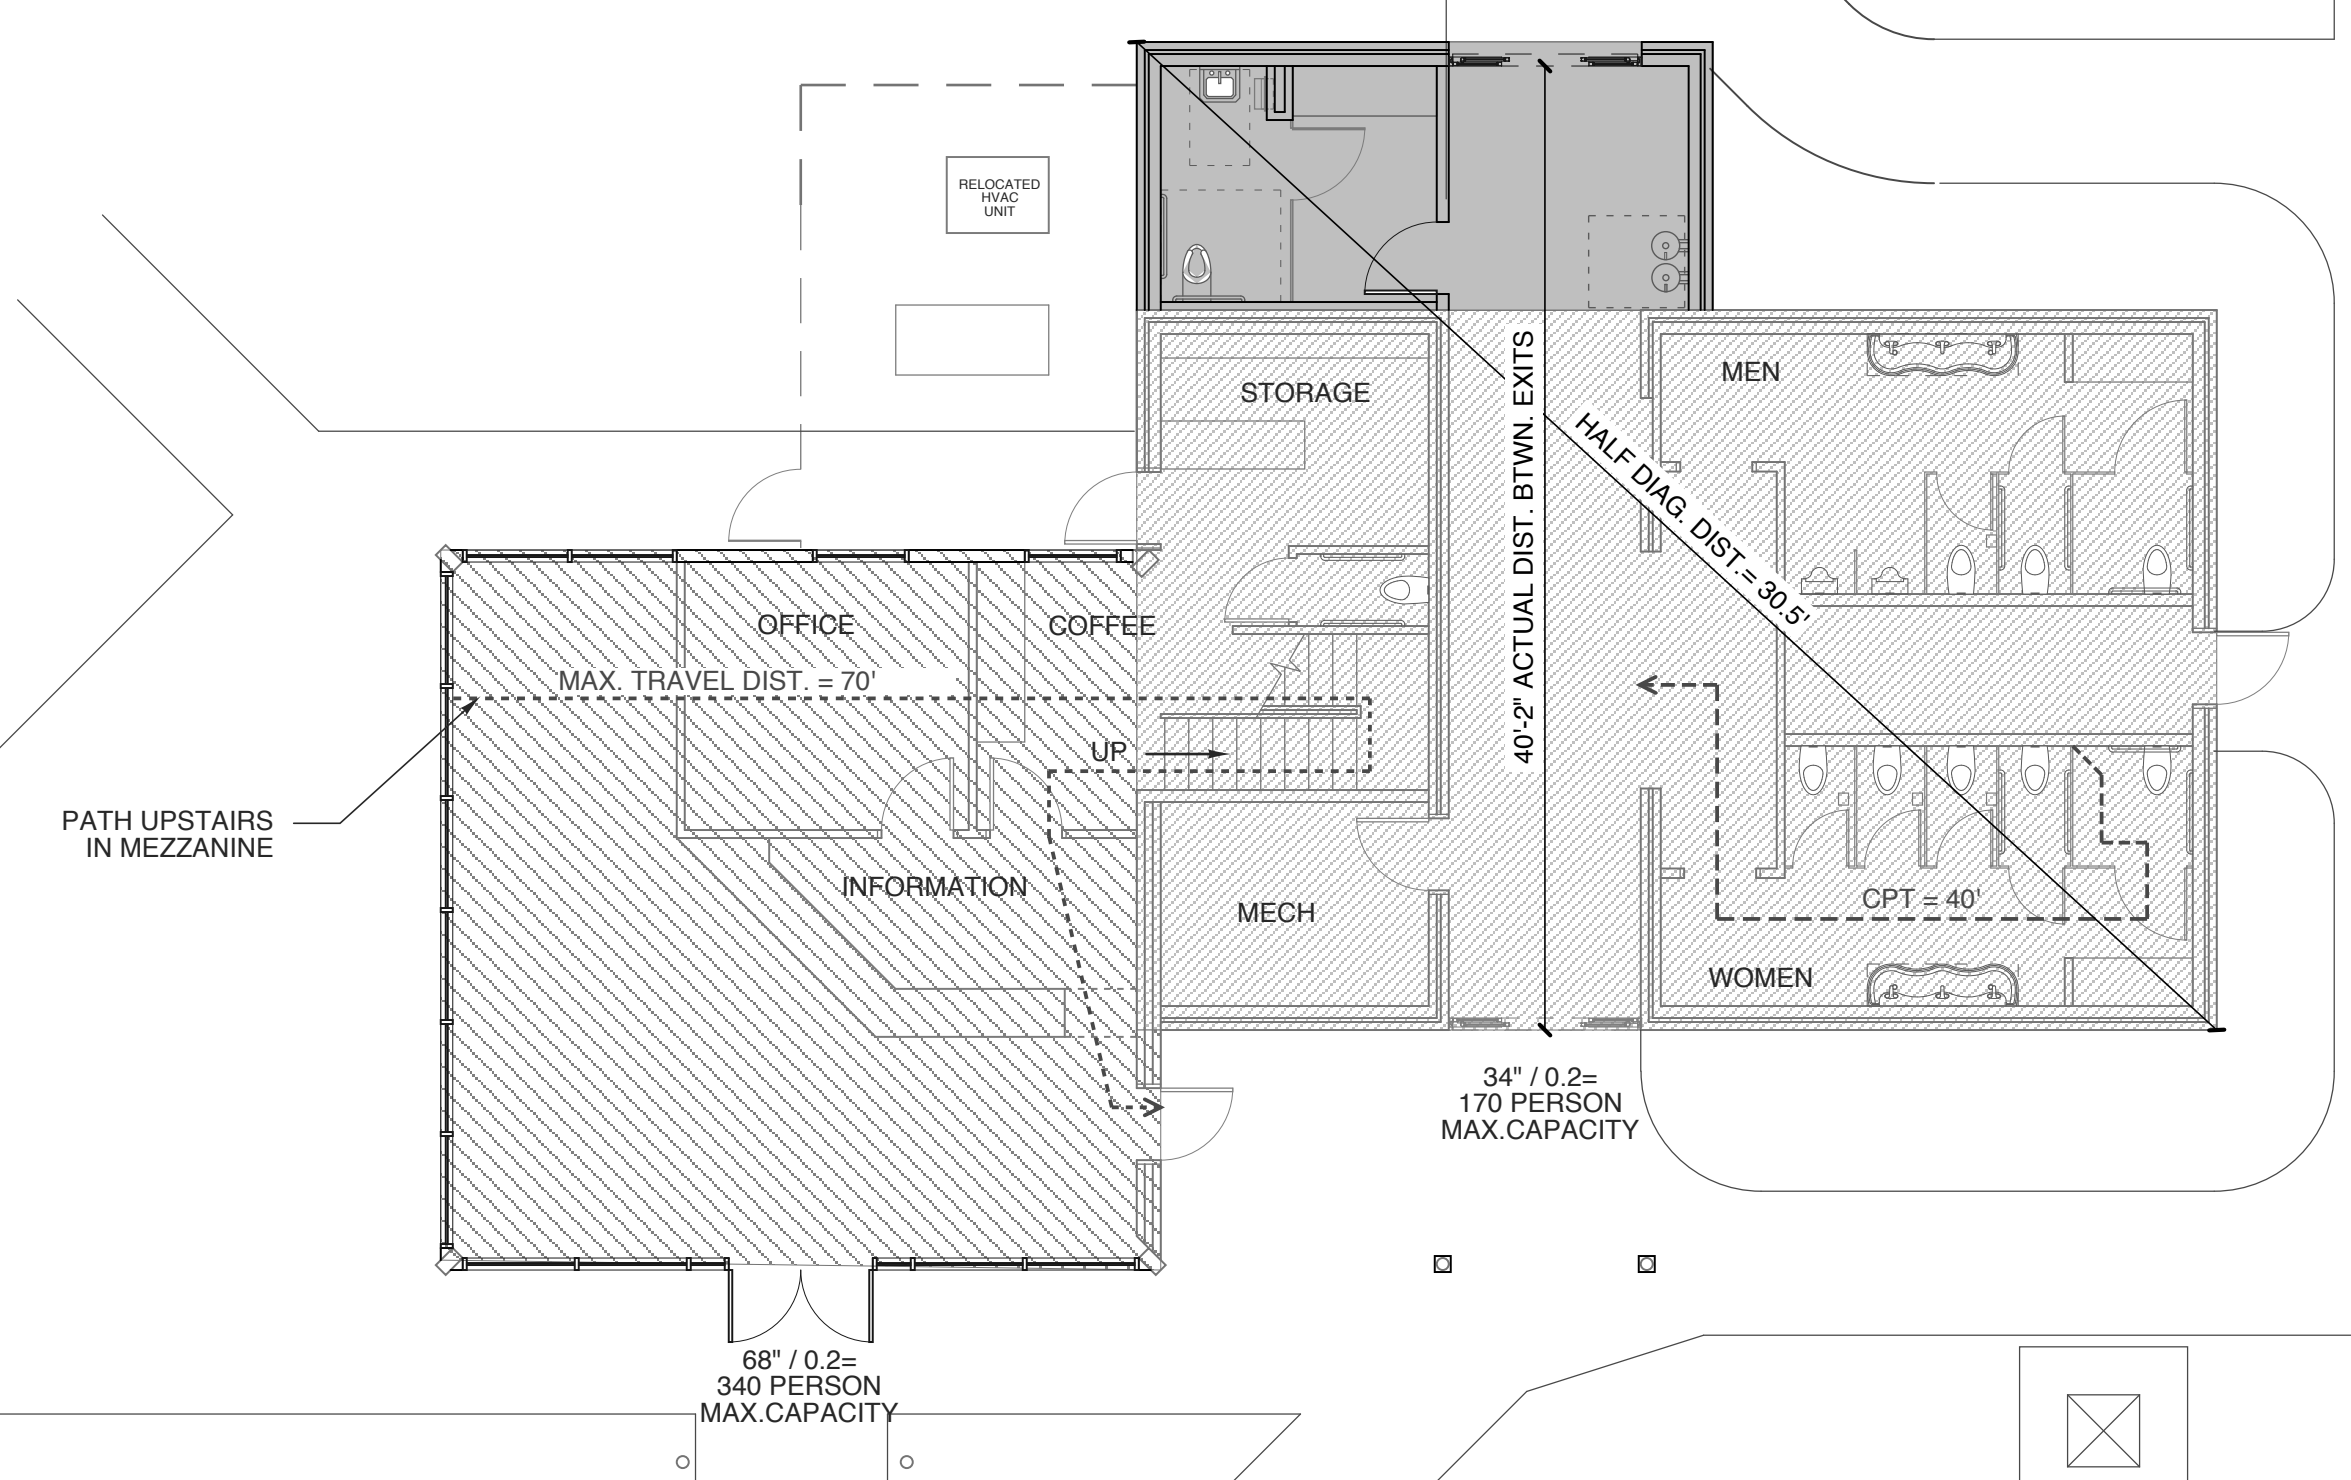 RELOCATED
HVAC
UNIT
STORAGE
MEN
40'-2" ACTUAL DIST. BTWN. EXITS
HALF DIAG. DIST.= 30.5'
OFFICE
COFFEE
MAX. TRAVEL DIST. = 70'
UP
PATH UPSTAIRS
IN MEZZANINE
INFORMATION
MECH
CPT = 40'
WOMEN
34" / 0.2=
170 PERSON
MAX.CAPACITY
68" / 0.2=
340 PERSON
MAX.CAPACITY